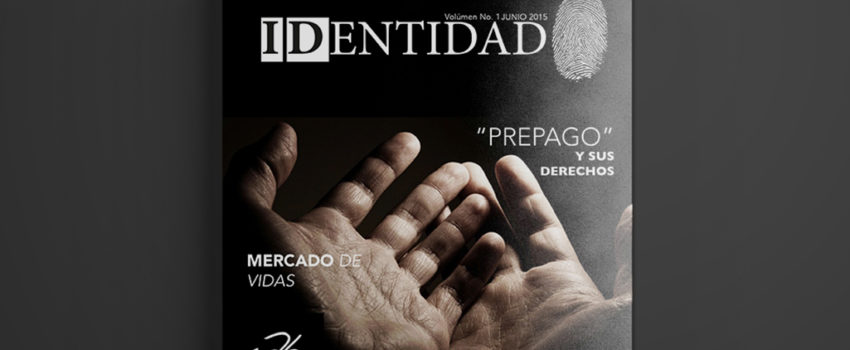 Volúmen No. 1 JUNIO 2015
IDENTIDAD
“PREPAGO”
Y SUS
DERECHOS
MERCADO DE
VIDAS